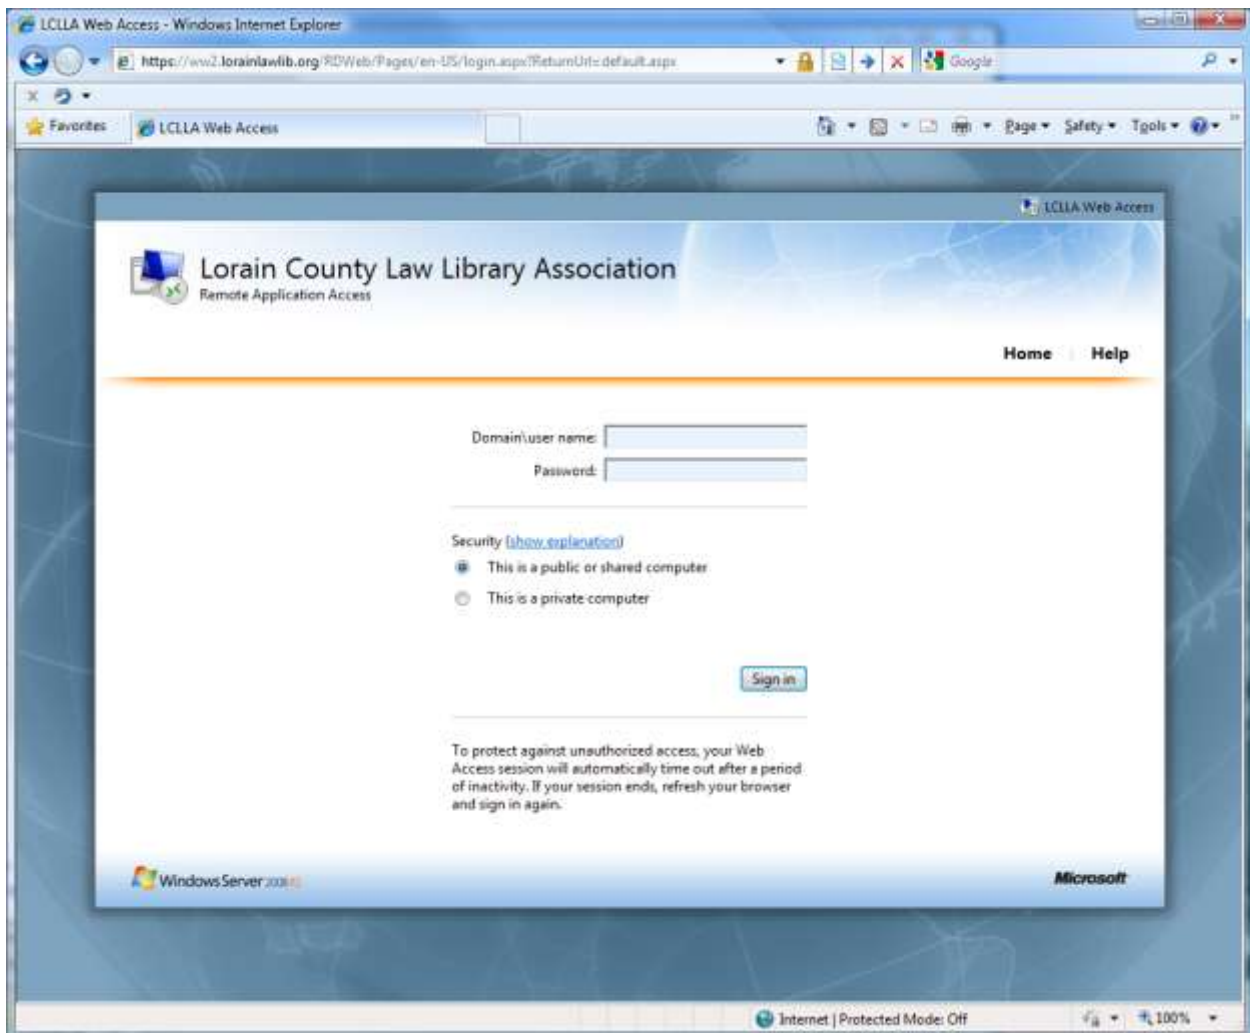 LCLLA Web Access - Windows Internet Explorer
https://ww2.lorainlawlib.org/RDWeb/Pages/en-US/login.aspx?ReturnUrl=default.aspx
Google
Favorites
LCLLA Web Access
Page
Safety
Tools
LCLLA Web Access
Lorain County Law Library Association
Remote Application Access
Home | Help
Domain\user name:
Password:
Security (show explanation)
This is a public or shared computer
This is a private computer
Sign in
To protect against unauthorized access, your Web
Access session will automatically time out after a period
of inactivity. If your session ends, refresh your browser
and sign in again.
Windows Server 2008 R2
Microsoft
Internet | Protected Mode: Off
100%